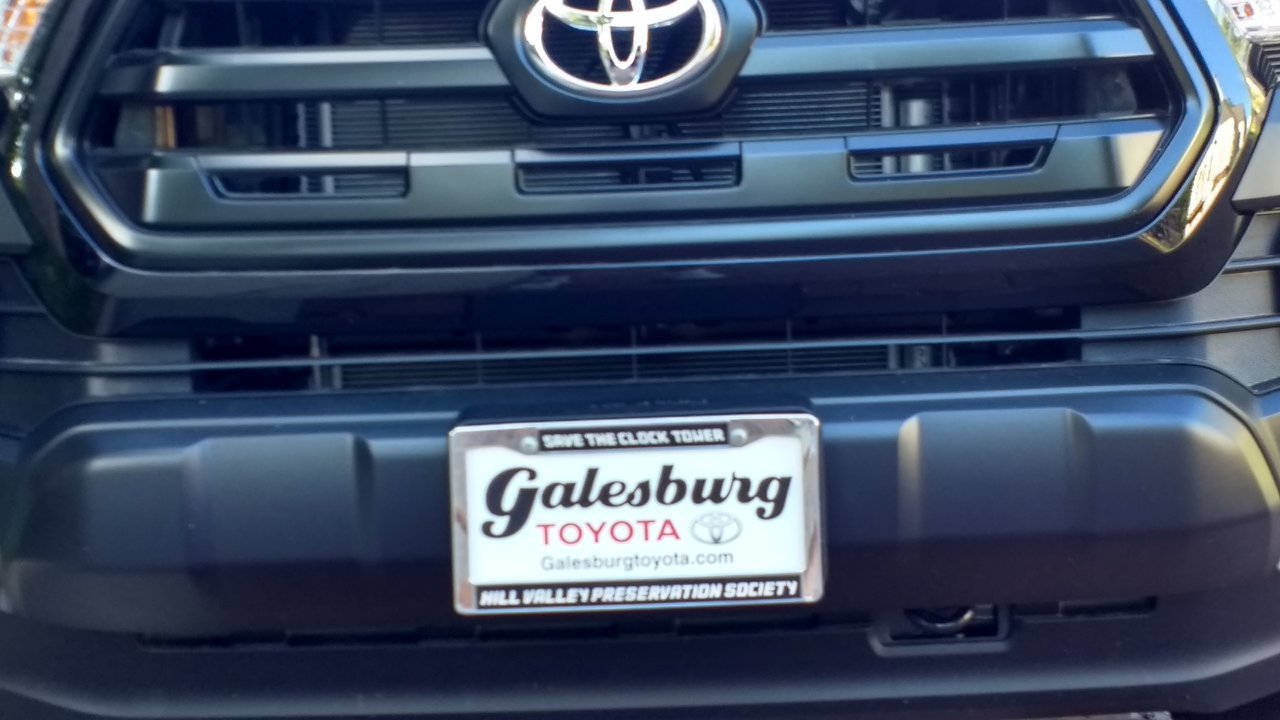 SAVE THE CLOCK TOWER
Galesburg
TOYOTA
Galesburgtoyota.com
HILL VALLEY PRESERVATION SOCIETY